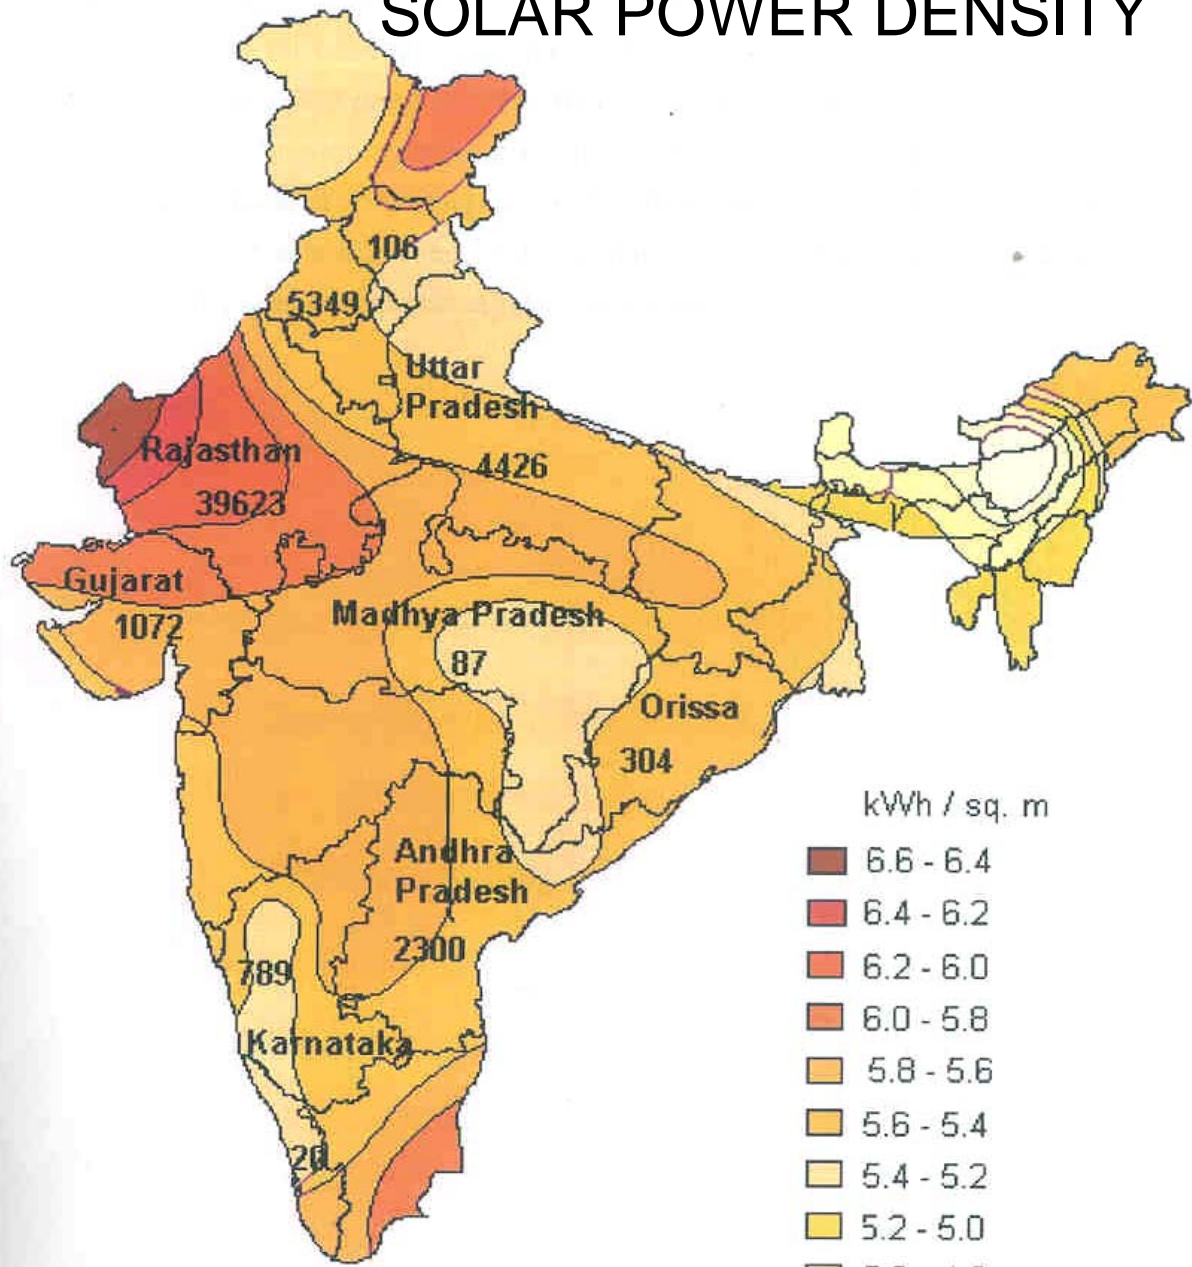 SOLAR POWER DENSITY
106
5349
Uttar
Pradesh
Rajasthan
4426
39623
Gujarat
1072
Madhya Pradesh
87
Orissa
304
Andhra
Pradesh
2300
789
Karnataka
20
kWh / sq. m
6.6 - 6.4
6.4 - 6.2
6.2 - 6.0
6.0 - 5.8
5.8 - 5.6
5.6 - 5.4
5.4 - 5.2
5.2 - 5.0